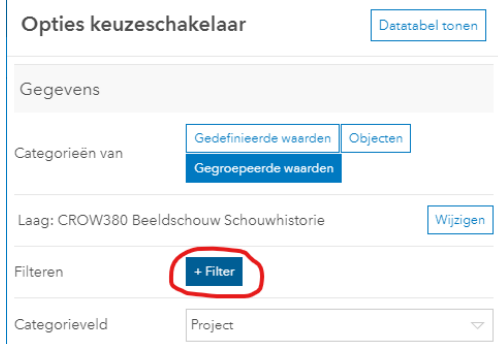 Opties keuzeschakelaar
Datatabel tonen
Gegevens
Categorieën van
Gedefinieerde waarden
Objecten
Gegroepeerde waarden
Laag: CROW380 Beeldschouw Schouwhistorie
Wijzigen
Filteren
+ Filter
Categorieveld
Project